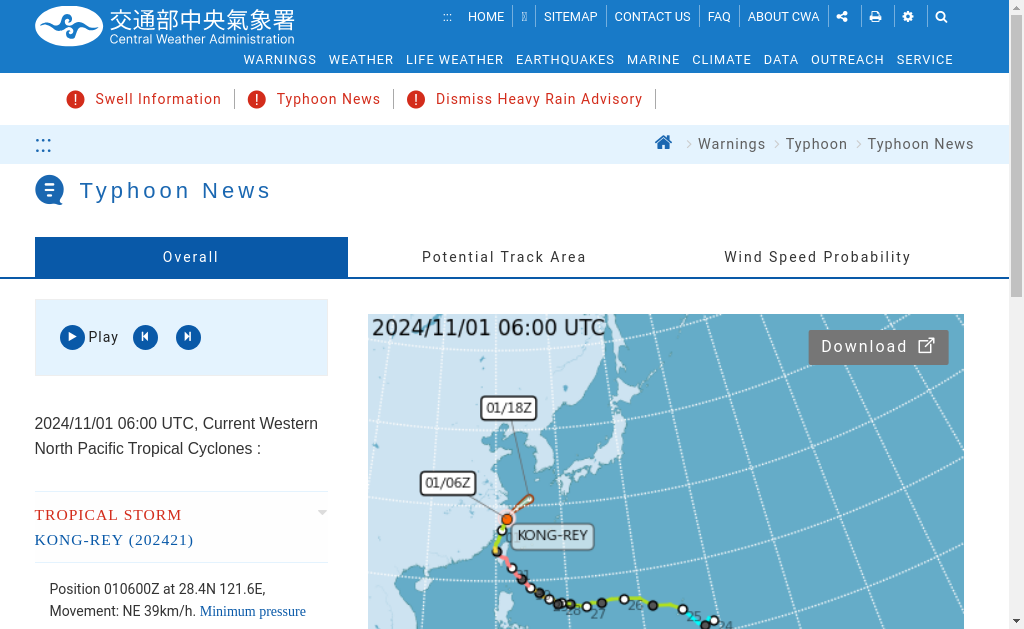 交通部中央氣象署
Central Weather Administration
::: HOME SITEMAP CONTACT US FAQ ABOUT CWA
WARNINGS WEATHER LIFE WEATHER EARTHQUAKES MARINE CLIMATE DATA OUTREACH SERVICE
! Swell Information ! Typhoon News ! Dismiss Heavy Rain Advisory
::: Warnings Typhoon Typhoon News
Typhoon News
Overall Potential Track Area Wind Speed Probability
Play
2024/11/01 06:00 UTC, Current Western
North Pacific Tropical Cyclones :
TROPICAL STORM
KONG-REY (202421)
Position 010600Z at 28.4N 121.6E,
Movement: NE 39km/h. Minimum pressure
2024/11/01 06:00 UTC
Download
01/18Z
01/06Z
KONG-REY
31
28
27
26
25
24